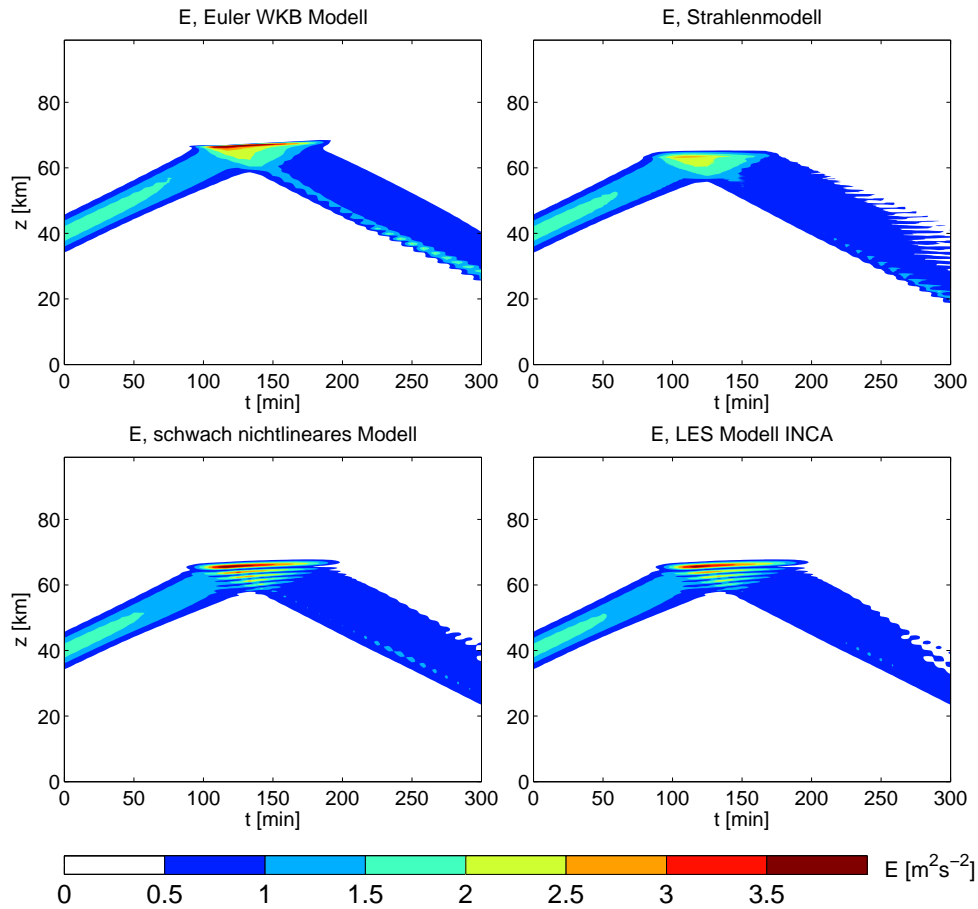 E, Euler WKB Modell
E, Strahlenmodell
z [km]
80
60
40
20
0
0 50 100 150 200 250 300
t [min]
80
60
40
20
0
0 50 100 150 200 250 300
t [min]
E, schwach nichtlineares Modell
E, LES Modell INCA
z [km]
80
60
40
20
0
0 50 100 150 200 250 300
t [min]
80
60
40
20
0
0 50 100 150 200 250 300
t [min]
0 0.5 1 1.5 2 2.5 3 3.5
E [m²s⁻²]